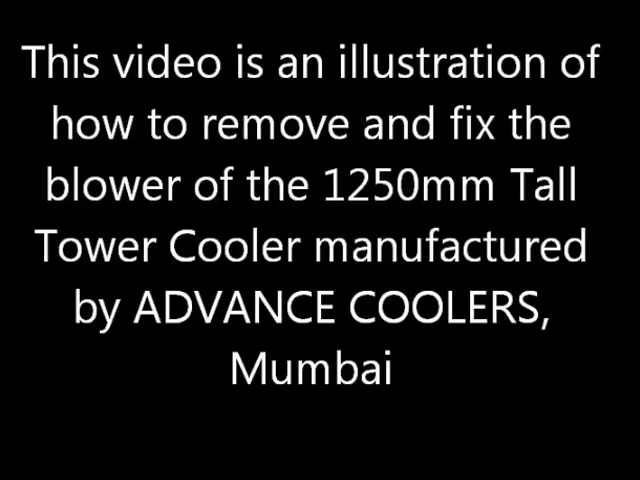 This video is an illustration of
how to remove and fix the
blower of the 1250mm Tall
Tower Cooler manufactured
by ADVANCE COOLERS,
Mumbai